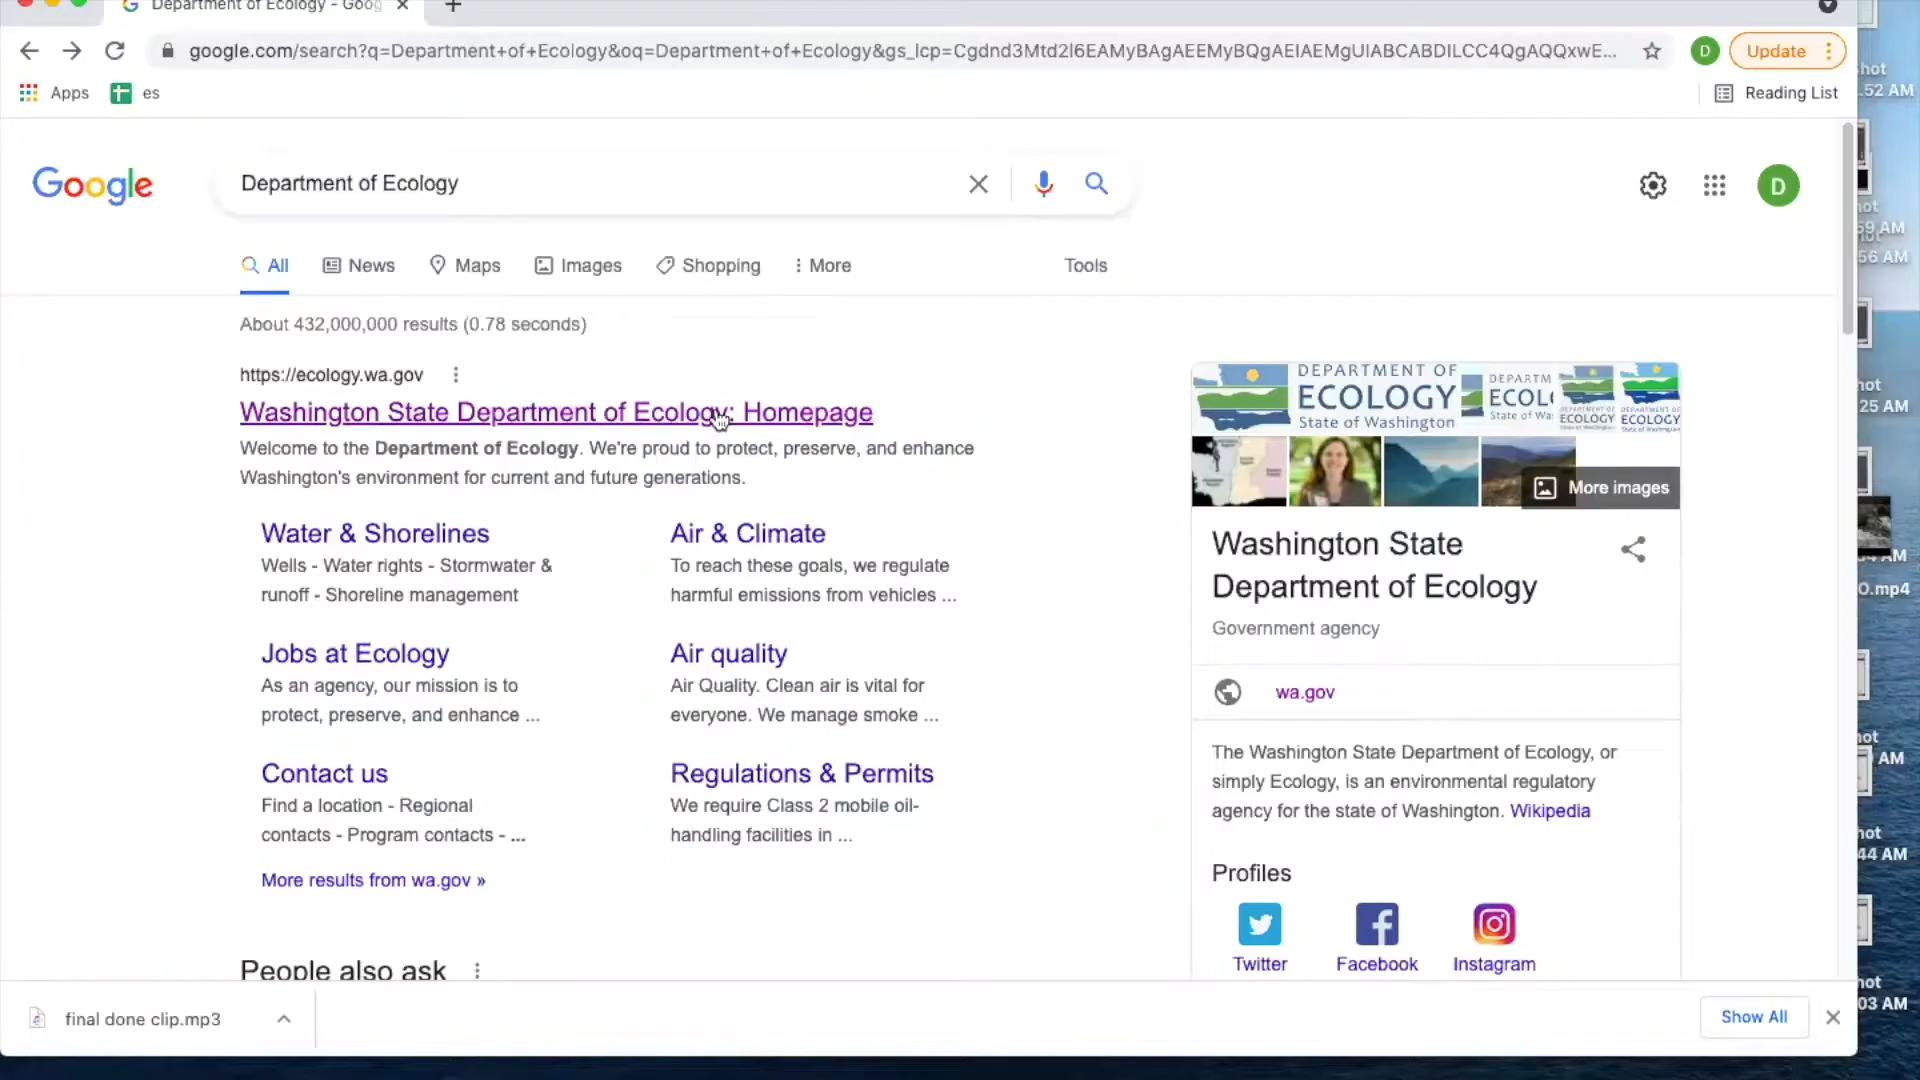 Department of Ecology - Goog
google.com/search?q=Department+of+Ecology&oq=Department+of+Ecology&gs_lcp=Cgdnd3Mtd2l6EAMyBAgAEEMyBQgAEIAEMgUIABCABDILCC4QgAQQxwE...
Update
Apps
es
Reading List
Google
Department of Ecology
D
D
All
News
Maps
Images
Shopping
More
Tools
About 432,000,000 results (0.78 seconds)
https://ecology.wa.gov
Washington State Department of Ecology: Homepage
Welcome to the Department of Ecology. We're proud to protect, preserve, and enhance
Washington's environment for current and future generations.
Water & Shorelines
Wells - Water rights - Stormwater &
runoff - Shoreline management
Air & Climate
To reach these goals, we regulate
harmful emissions from vehicles ...
Jobs at Ecology
As an agency, our mission is to
protect, preserve, and enhance ...
Air quality
Air Quality. Clean air is vital for
everyone. We manage smoke ...
Contact us
Find a location - Regional
contacts - Program contacts - ...
Regulations & Permits
We require Class 2 mobile oil-
handling facilities in ...
More results from wa.gov »
People also ask
DEPARTMENT OF
ECOLOGY
State of Washington
More images
Washington State
Department of Ecology
Government agency
wa.gov
The Washington State Department of Ecology, or
simply Ecology, is an environmental regulatory
agency for the state of Washington. Wikipedia
Profiles
Twitter
Facebook
Instagram
final done clip.mp3
Show All